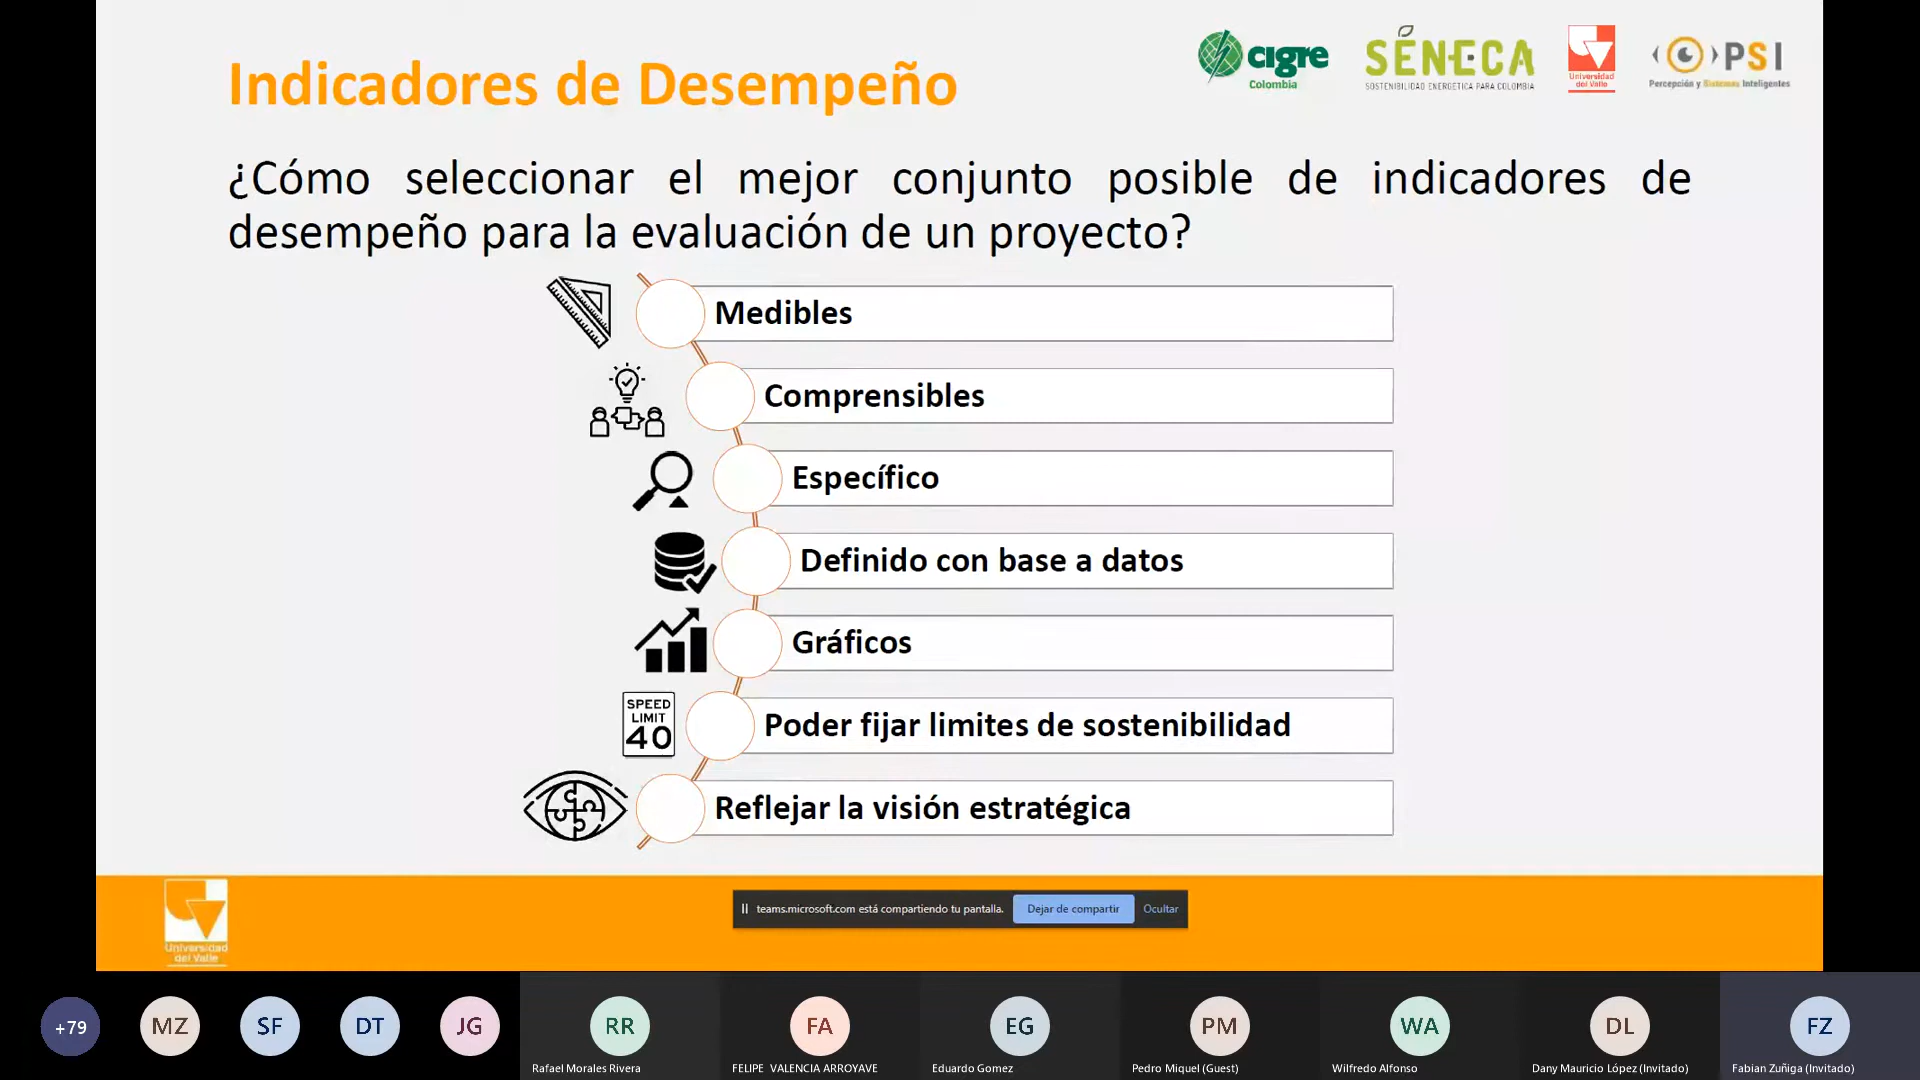 Indicadores de Desempeño
cigre
Colombia
SÉNECA
SOSTENIBILIDAD ENERGÉTICA PARA COLOMBIA
Universidad
del Valle
PSI
Percepción y Sistemas Inteligentes
¿Cómo seleccionar el mejor conjunto posible de indicadores de
desempeño para la evaluación de un proyecto?
Medibles
Comprensibles
Específico
Definido con base a datos
Gráficos
SPEED
LIMIT
40
Poder fijar limites de sostenibilidad
Reflejar la visión estratégica
Universidad
del Valle
teams.microsoft.com está compartiendo tu pantalla.
Dejar de compartir
Ocultar
+79
MZ
SF
DT
JG
RR
FA
EG
PM
WA
DL
FZ
Rafael Morales Rivera
FELIPE VALENCIA ARROYAVE
Eduardo Gomez
Pedro Miquel (Guest)
Wilfredo Alfonso
Dany Mauricio López (Invitado)
Fabian Zuñiga (Invitado)